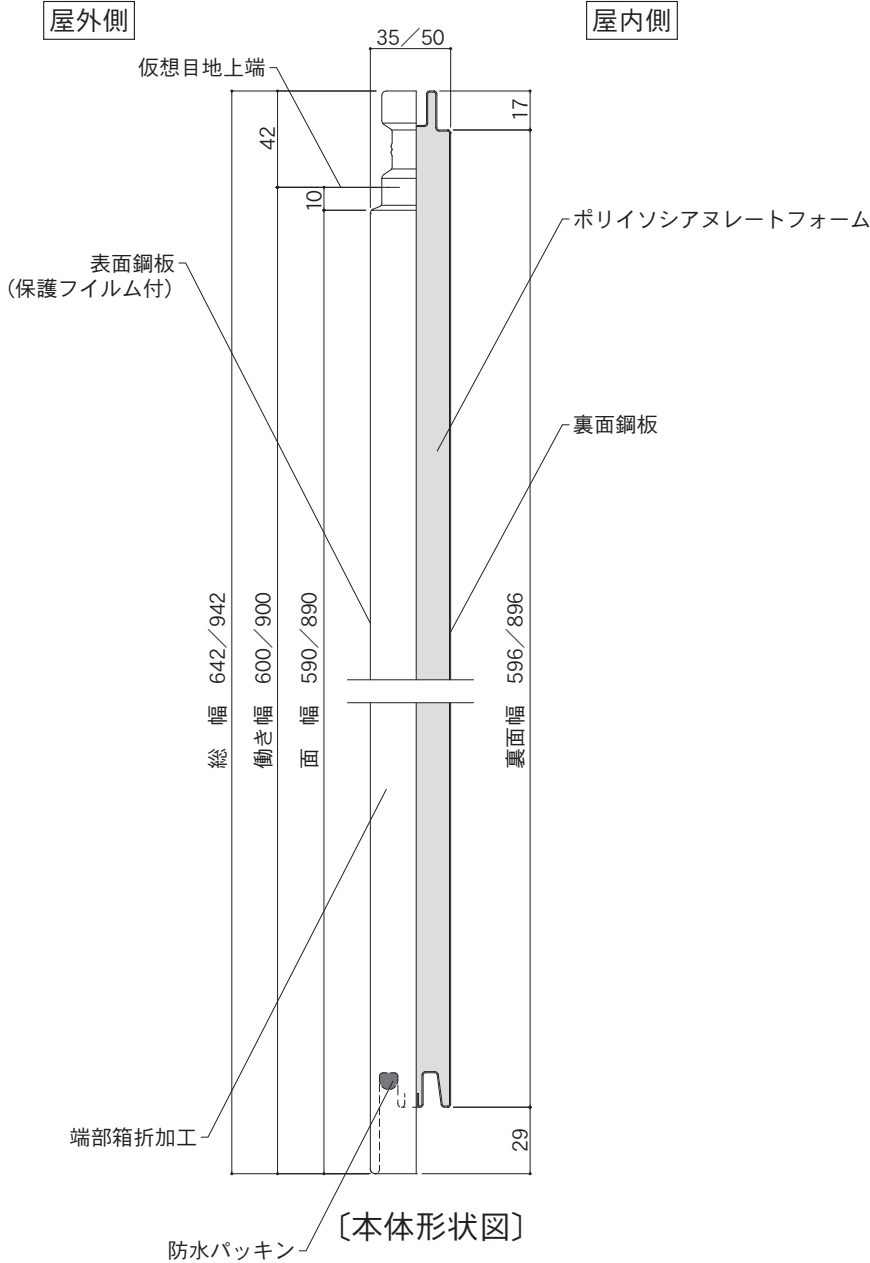 屋外側
屋内側
35／50
仮想目地上端
17
42
10
ポリイソシアヌレートフォーム
表面鋼板
（保護フイルム付）
裏面鋼板
総　幅　642／942
働き幅　600／900
面　幅　590／890
裏面幅　596／896
端部箱折加工
29
〔本体形状図〕
防水パッキン